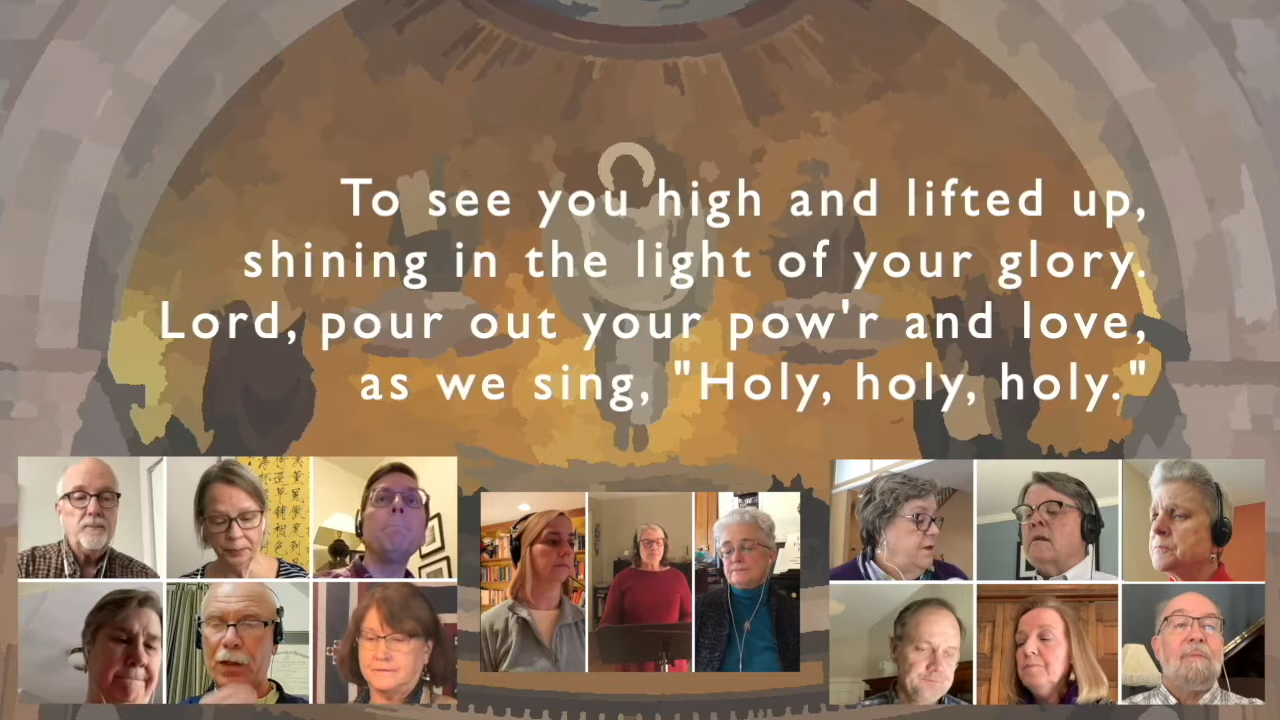 To see you high and lifted up,
shining in the light of your glory.
Lord, pour out your pow'r and love,
as we sing, "Holy, holy, holy."